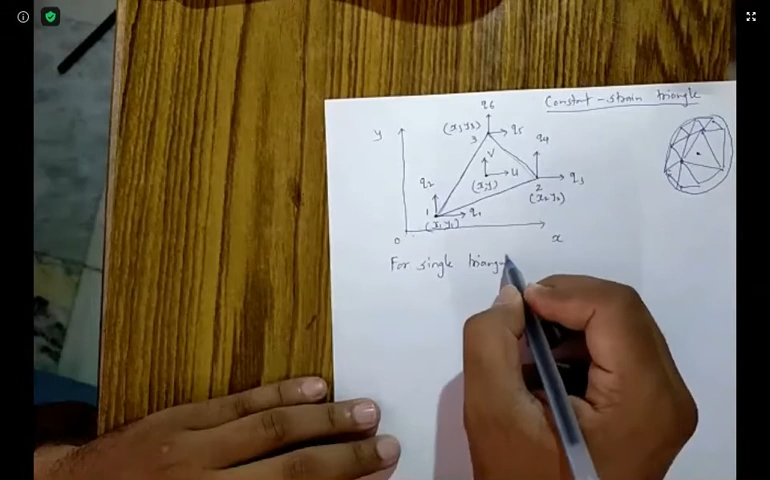 Constant-strain triangle
y
q6
(x3,y3)
3
q5
q4
v
u
(x,y)
q3
2
(x2,y2)
q2
1
q1
(x1,y1)
0
x
For single triang